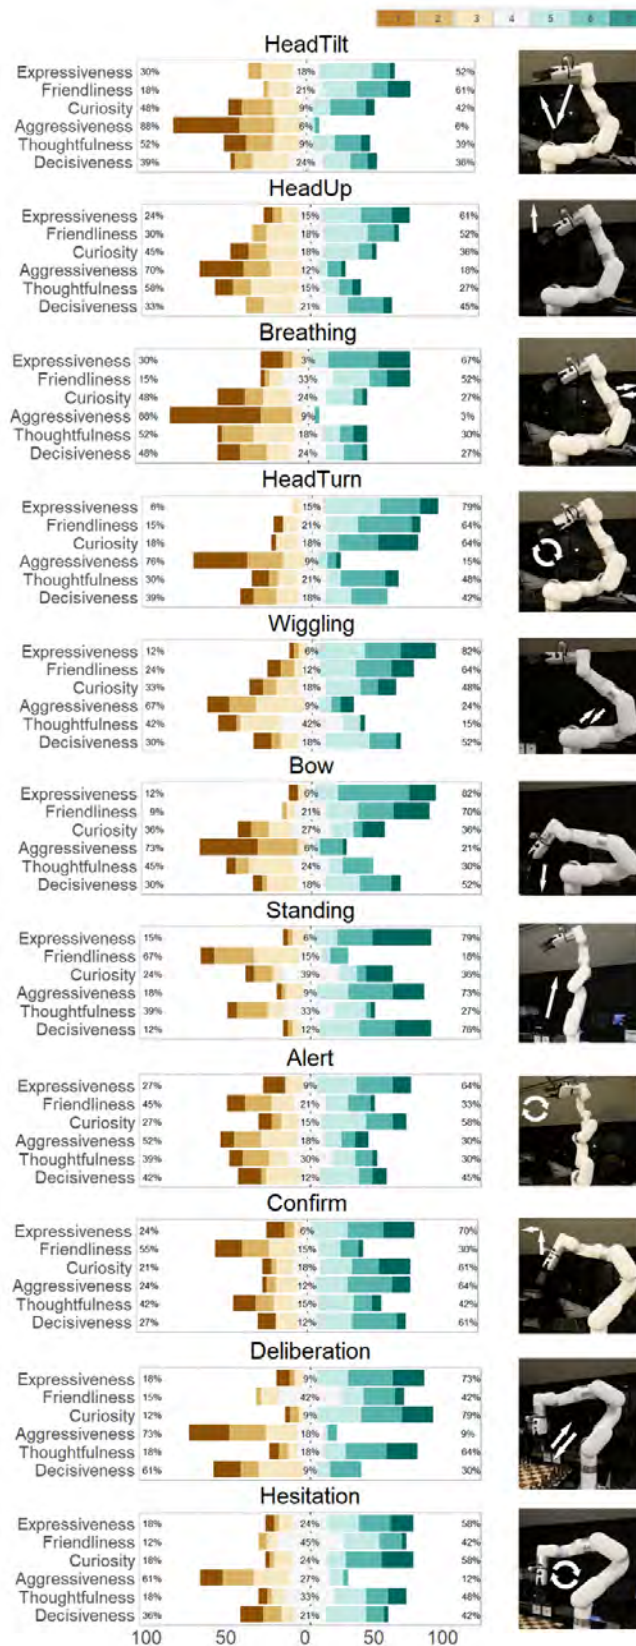 1 2 3 4 5 6 7
HeadTilt
Expressiveness 30% 18% 52%
Friendliness 18% 21% 61%
Curiosity 48% 9% 42%
Aggressiveness 88% 6% 6%
Thoughtfulness 52% 9% 39%
Decisiveness 39% 24% 36%
HeadUp
Expressiveness 24% 15% 61%
Friendliness 30% 18% 52%
Curiosity 45% 18% 36%
Aggressiveness 70% 12% 18%
Thoughtfulness 58% 15% 27%
Decisiveness 33% 21% 45%
Breathing
Expressiveness 30% 3% 67%
Friendliness 15% 33% 52%
Curiosity 48% 24% 27%
Aggressiveness 88% 9% 3%
Thoughtfulness 52% 18% 30%
Decisiveness 48% 24% 27%
HeadTurn
Expressiveness 6% 15% 79%
Friendliness 15% 21% 64%
Curiosity 18% 18% 64%
Aggressiveness 76% 9% 15%
Thoughtfulness 30% 21% 48%
Decisiveness 39% 18% 42%
Wiggling
Expressiveness 12% 6% 82%
Friendliness 24% 12% 64%
Curiosity 33% 18% 48%
Aggressiveness 67% 9% 24%
Thoughtfulness 42% 42% 15%
Decisiveness 30% 18% 52%
Bow
Expressiveness 12% 6% 82%
Friendliness 9% 21% 70%
Curiosity 36% 27% 36%
Aggressiveness 73% 6% 21%
Thoughtfulness 45% 24% 30%
Decisiveness 30% 18% 52%
Standing
Expressiveness 15% 6% 79%
Friendliness 67% 15% 18%
Curiosity 24% 39% 36%
Aggressiveness 18% 9% 73%
Thoughtfulness 39% 33% 27%
Decisiveness 12% 12% 76%
Alert
Expressiveness 27% 9% 64%
Friendliness 45% 21% 33%
Curiosity 27% 15% 58%
Aggressiveness 52% 18% 30%
Thoughtfulness 39% 30% 30%
Decisiveness 42% 12% 45%
Confirm
Expressiveness 24% 6% 70%
Friendliness 55% 15% 30%
Curiosity 21% 18% 61%
Aggressiveness 24% 12% 64%
Thoughtfulness 42% 15% 42%
Decisiveness 27% 12% 61%
Deliberation
Expressiveness 18% 9% 73%
Friendliness 15% 42% 42%
Curiosity 12% 9% 79%
Aggressiveness 73% 18% 9%
Thoughtfulness 18% 18% 64%
Decisiveness 61% 9% 30%
Hesitation
Expressiveness 18% 24% 58%
Friendliness 12% 45% 42%
Curiosity 18% 24% 58%
Aggressiveness 61% 27% 12%
Thoughtfulness 18% 33% 48%
Decisiveness 36% 21% 42%
100 50 0 50 100